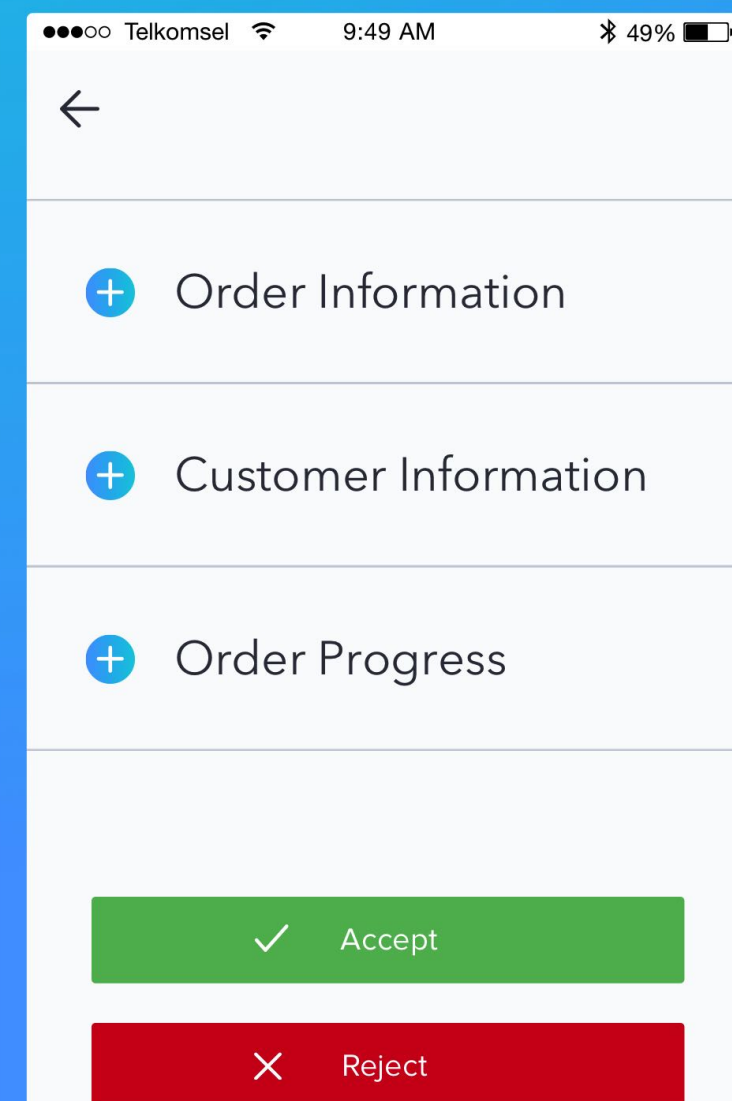 Telkomsel 9:49 AM 49%
Order Information
Customer Information
Order Progress
Accept
Reject